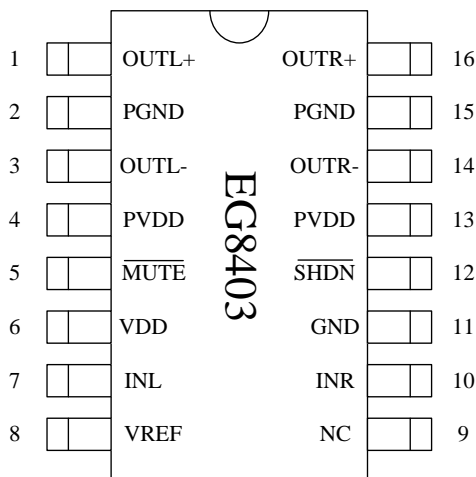 1 OUTL+ OUTR+ 16
2 PGND PGND 15
3 OUTL- OUTR- 14
4 PVDD PVDD 13
5 MUTE SHDN 12
6 VDD GND 11
7 INL INR 10
8 VREF NC 9
EG8403